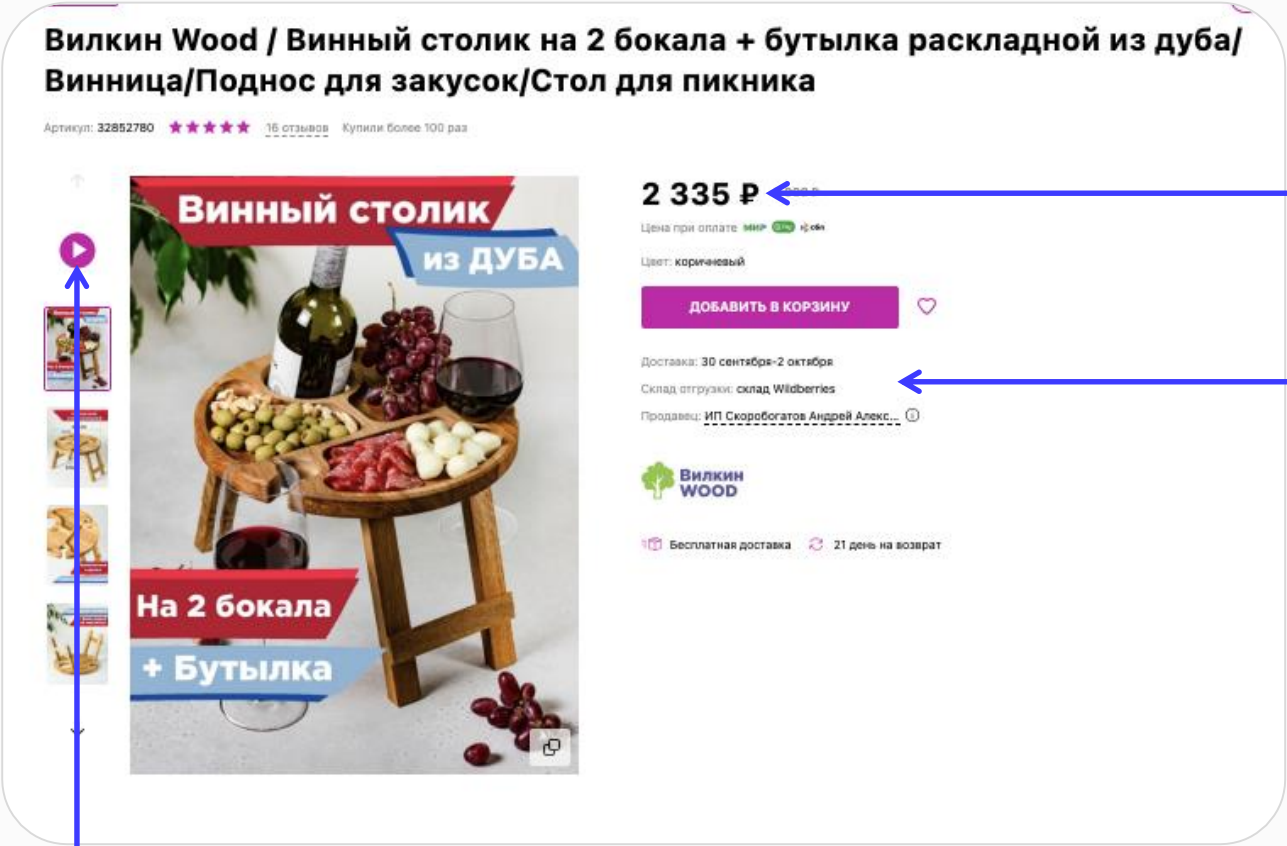 Вилкин Wood / Винный столик на 2 бокала + бутылка раскладной из дуба/
Винница/Поднос для закусок/Стол для пикника
Артикул: 32852780 16 отзывов Купили более 100 раз
Винный столик
из ДУБА
На 2 бокала
+ Бутылка
2 335 ₽
Цена при оплате МИР
Цвет: коричневый
ДОБАВИТЬ В КОРЗИНУ
Доставка: 30 сентября-2 октября
Склад отгрузки: склад Wildberries
Продавец: ИП Скоробогатов Андрей Алекс...
Вилкин
WOOD
Бесплатная доставка 21 день на возврат